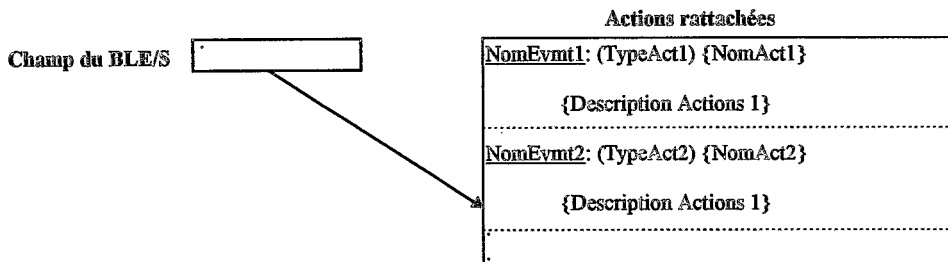 Actions rattachées
Champ du BLE/S
NomEvmt1: (TypeAct1) {NomAct1}
{Description Actions 1}
NomEvmt2: (TypeAct2) {NomAct2}
{Description Actions 1}